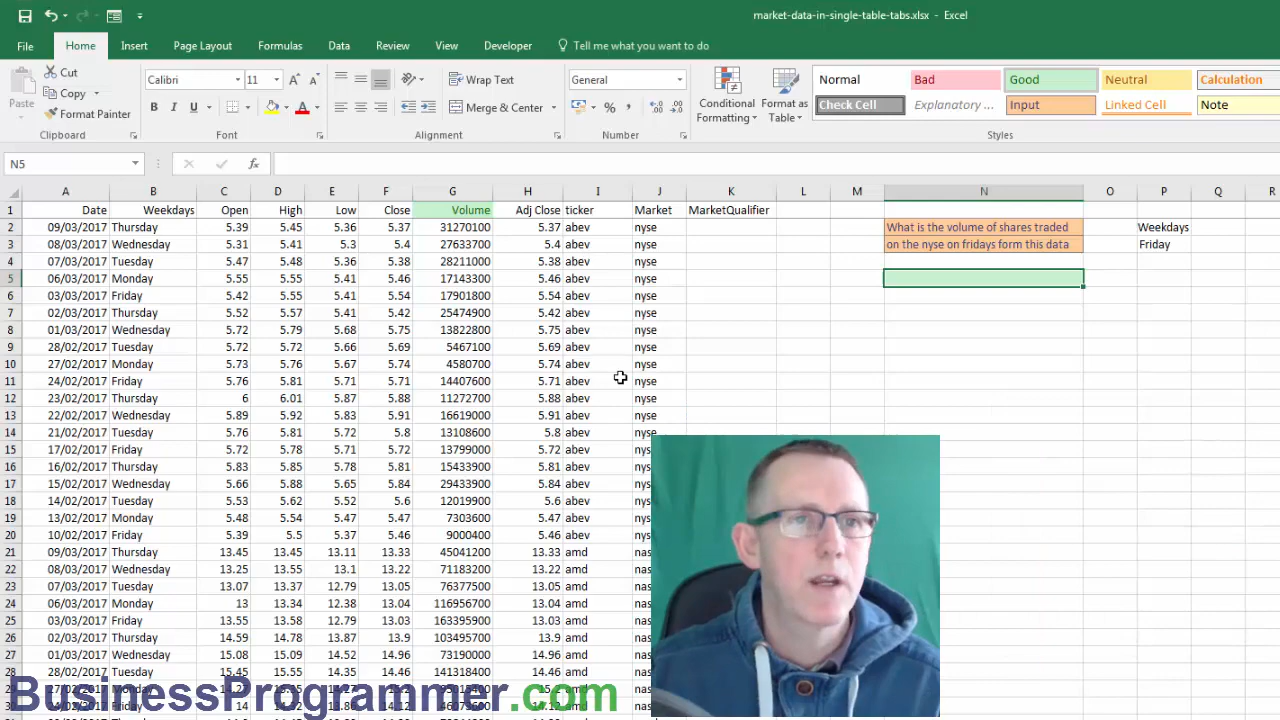 market-data-in-single-table-tabs.xlsx - Excel
File Home Insert Page Layout Formulas Data Review View Developer Tell me what you want to do
Paste Cut Copy Format Painter Clipboard
Calibri 11 A A B I U A Font
Wrap Text Merge & Center Alignment
General % , Number
Conditional Formatting Format as Table
Normal Bad Good Neutral Calculation
Check Cell Explanatory ... Input Linked Cell Note
Styles
N5 fx
A B C D E F G H I J K L M N O P Q R
1 Date Weekdays Open High Low Close Volume Adj Close ticker Market MarketQualifier
2 09/03/2017 Thursday 5.39 5.45 5.36 5.37 31270100 5.37 abev nyse What is the volume of shares traded Weekdays
3 08/03/2017 Wednesday 5.31 5.41 5.3 5.4 27633700 5.4 abev nyse on the nyse on fridays form this data Friday
4 07/03/2017 Tuesday 5.47 5.48 5.36 5.38 28211000 5.38 abev nyse
5 06/03/2017 Monday 5.55 5.55 5.41 5.46 17143300 5.46 abev nyse
6 03/03/2017 Friday 5.42 5.55 5.41 5.54 17901800 5.54 abev nyse
7 02/03/2017 Thursday 5.52 5.57 5.41 5.42 25474900 5.42 abev nyse
8 01/03/2017 Wednesday 5.72 5.79 5.68 5.75 13822800 5.75 abev nyse
9 28/02/2017 Tuesday 5.72 5.72 5.66 5.69 5467100 5.69 abev nyse
10 27/02/2017 Monday 5.73 5.76 5.67 5.74 4580700 5.74 abev nyse
11 24/02/2017 Friday 5.76 5.81 5.71 5.71 14407600 5.71 abev nyse
12 23/02/2017 Thursday 6 6.01 5.87 5.88 11272700 5.88 abev nyse
13 22/02/2017 Wednesday 5.89 5.92 5.83 5.91 16619000 5.91 abev nyse
14 21/02/2017 Tuesday 5.76 5.81 5.72 5.8 13108600 5.8 abev nyse
15 17/02/2017 Friday 5.72 5.78 5.71 5.72 13799000 5.72 abev
16 16/02/2017 Thursday 5.83 5.85 5.78 5.81 15433900 5.81 abev
17 15/02/2017 Wednesday 5.66 5.88 5.65 5.84 29433900 5.84 abev
18 14/02/2017 Tuesday 5.53 5.62 5.52 5.6 12019900 5.6 abev
19 13/02/2017 Monday 5.48 5.54 5.47 5.47 7303600 5.47 abev
20 10/02/2017 Friday 5.39 5.5 5.37 5.46 9000400 5.46 abev
21 09/03/2017 Thursday 13.45 13.45 13.11 13.33 45041200 13.33 amd
22 08/03/2017 Wednesday 13.25 13.55 13.1 13.22 71183200 13.22 amd
23 07/03/2017 Tuesday 13.07 13.37 12.79 13.05 76377500 13.05 amd
24 06/03/2017 Monday 13 13.34 12.38 13.04 116956700 13.04 amd
25 03/03/2017 Friday 13.55 13.58 12.79 13.03 163395900 13.03 amd
26 02/03/2017 Thursday 14.59 14.78 13.87 13.9 103495700 13.9 amd
27 01/03/2017 Wednesday 15.08 15.09 14.52 14.96 73190000 14.96 amd
28 28/02/2017 Tuesday 15.45 15.55 14.35 14.46 141318400 14.46 amd
BusinessProgrammer.com